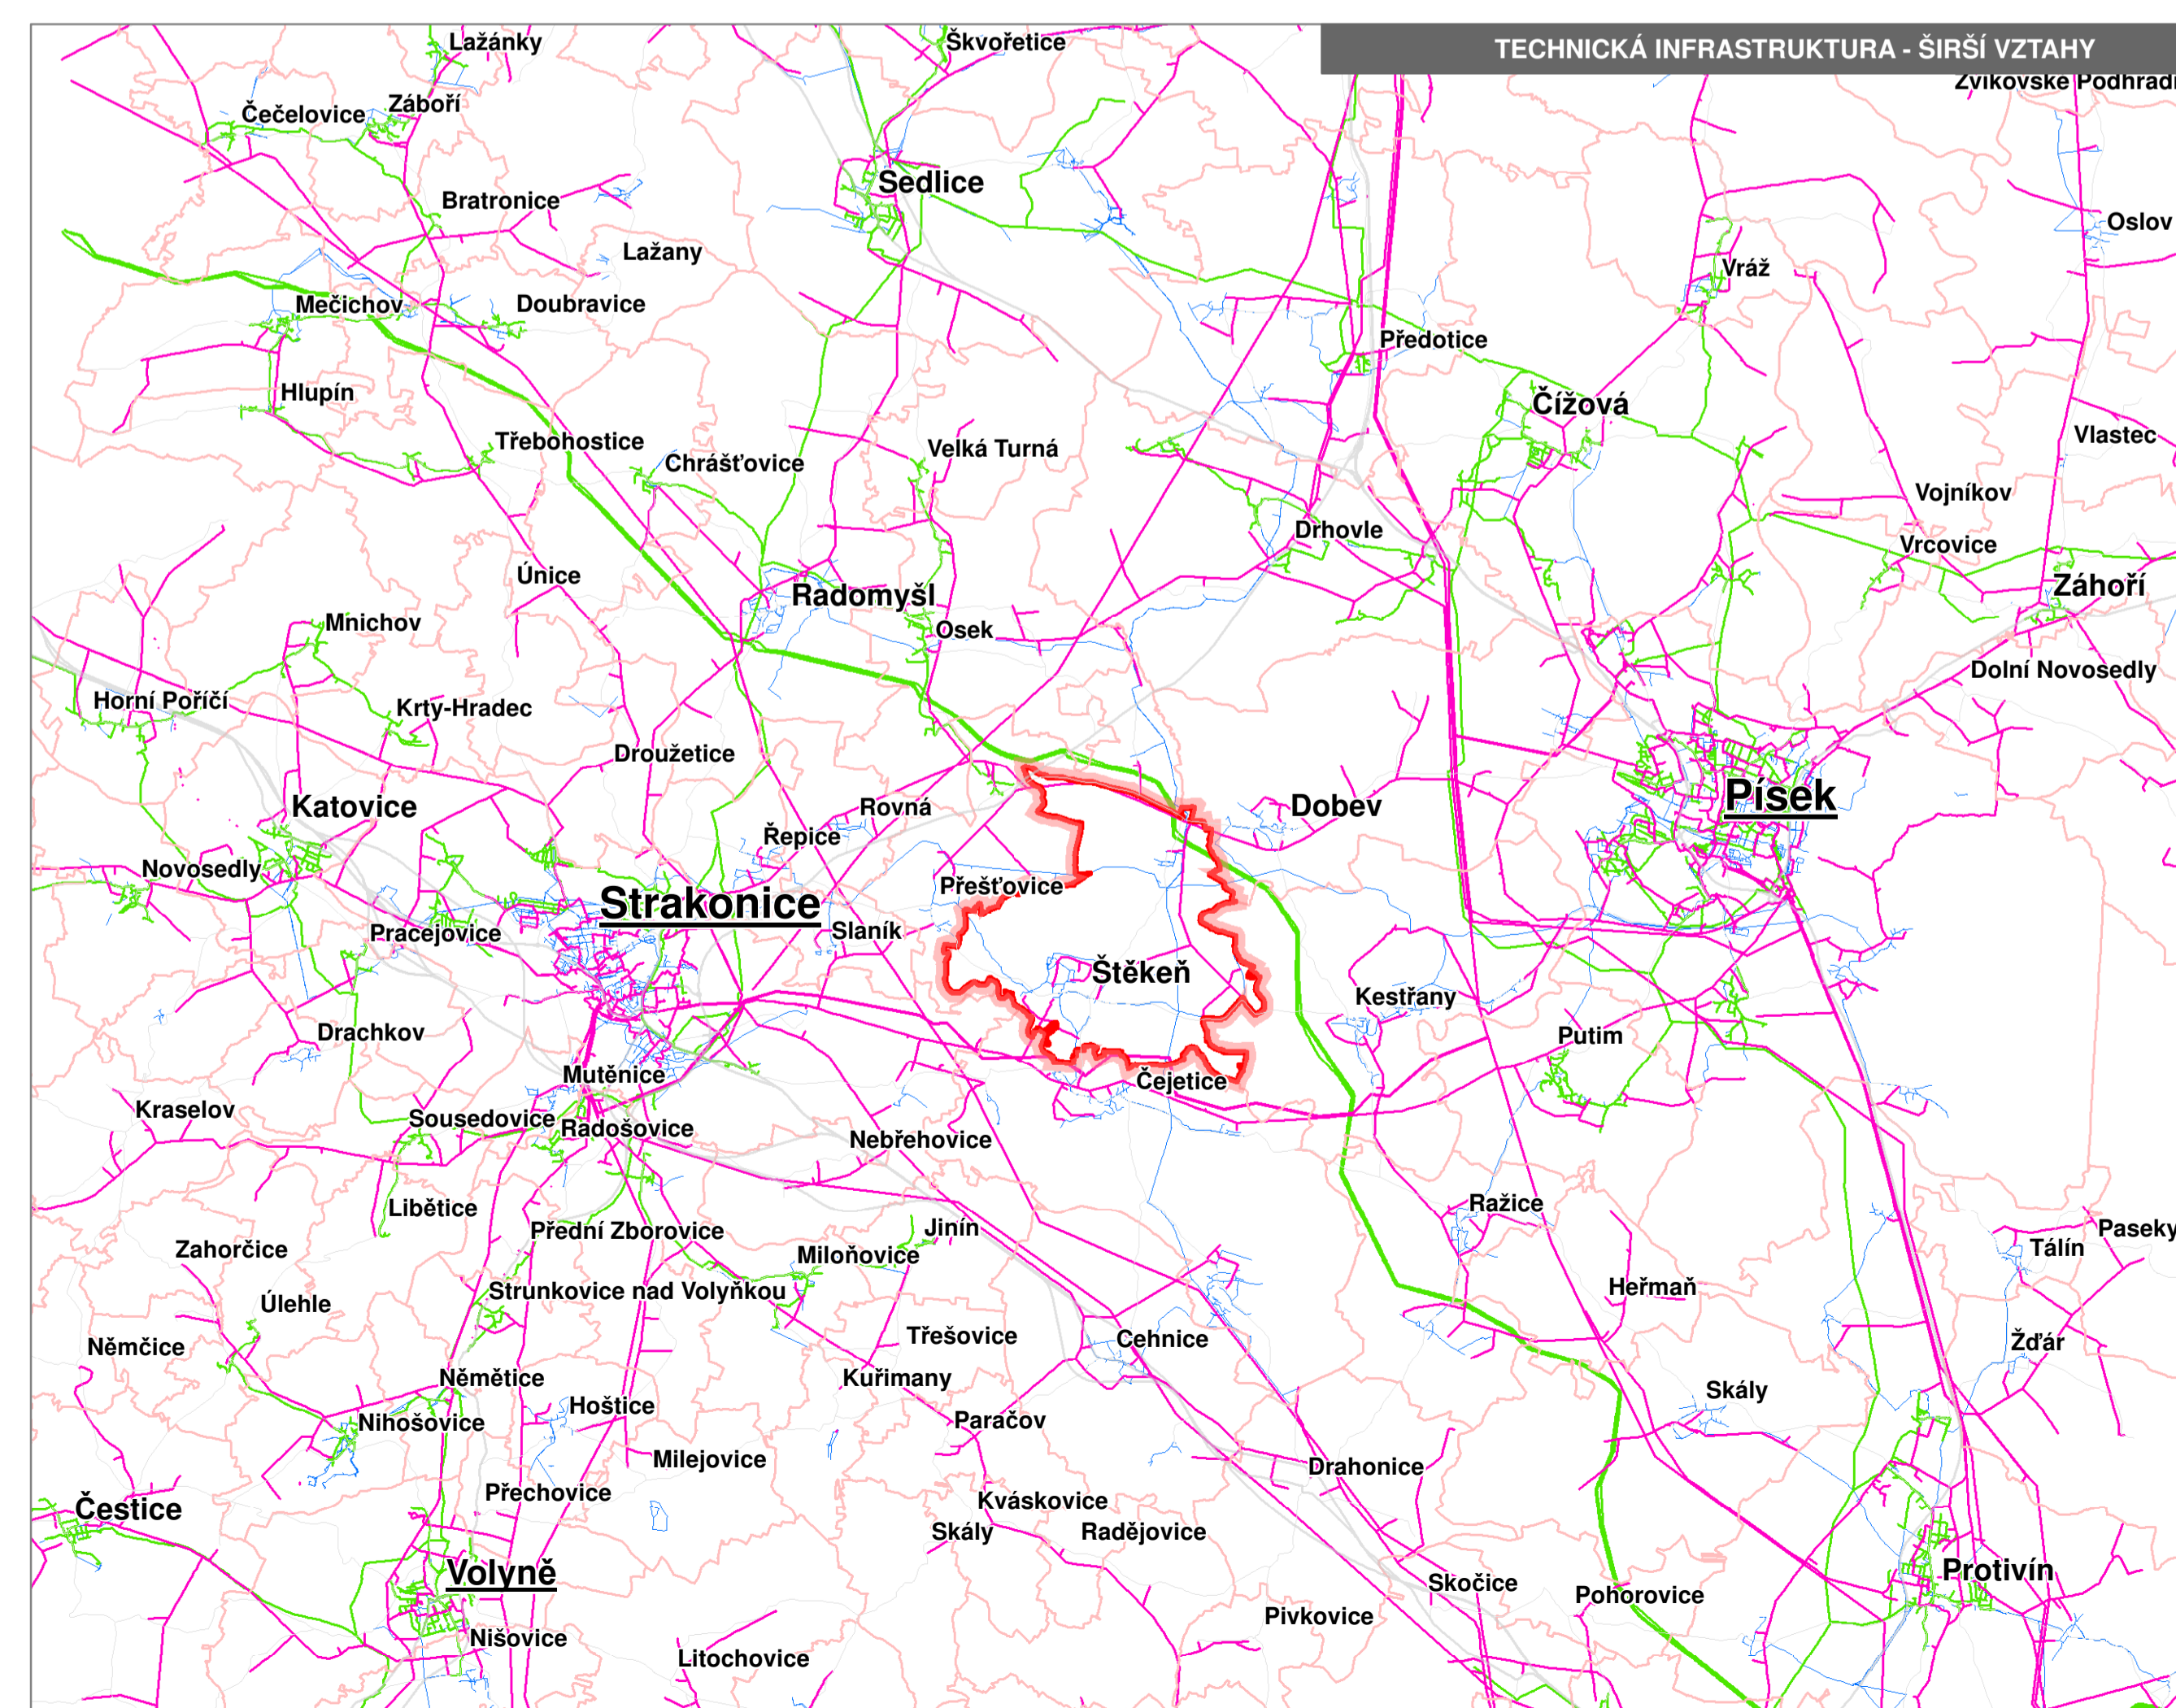 Lažánky
Škvořetice
TECHNICKÁ INFRASTRUKTURA - ŠIRŠÍ VZTAHY
Zvíkovské Podhradí
Čečelovice
Záboří
Sedlice
Bratronice
Oslov
Lažany
Vráž
Mečichov
Doubravice
Předotice
Hlupín
Čížová
Třebohostice
Chrášťovice
Velká Turná
Vlastec
Vojníkov
Drhovle
Vrcovice
Únice
Radomyšl
Záhoří
Mnichov
Osek
Dolní Novosedly
Horní Poříčí
Krty-Hradec
Droužetice
Katovice
Rovná
Dobev
Písek
Řepice
Novosedly
Přešťovice
Strakonice
Pracejovice
Slaník
Štěkeň
Kestřany
Drachkov
Putim
Mutěnice
Čejetice
Kraselov
Sousedovice
Radošovice
Nebřehovice
Libětice
Ražice
Přední Zborovice
Jinín
Paseky
Zahorčice
Miloňovice
Tálín
Strunkovice nad Volyňkou
Heřmaň
Úlehle
Němčice
Třešovice
Cehnice
Žďár
Němětice
Kuřimany
Skály
Hoštice
Nihošovice
Paračov
Milejovice
Drahonice
Přechovice
Kváskovice
Čestice
Skály
Radějovice
Volyně
Protivín
Skočice
Pohorovice
Pivkovice
Nišovice
Litochovice